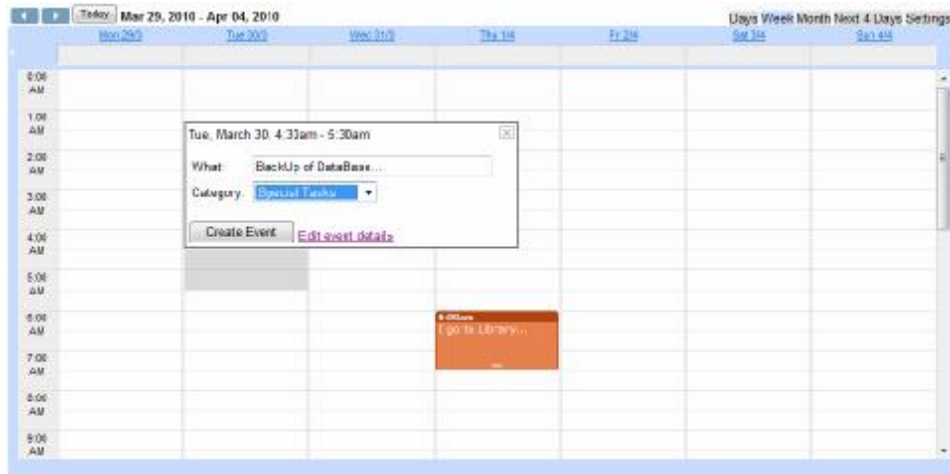 Today Mar 29, 2010 - Apr 04, 2010
Days Week Month Next 4 Days Settings
Mon 29/3 Tue 30/3 Wed 31/3 Thu 1/4 Fr 2/4 Sat 3/4 Sun 4/4
0:00 AM
1:00 AM
2:00 AM
3:00 AM
4:00 AM
5:00 AM
6:00 AM
7:00 AM
8:00 AM
9:00 AM
Tue, March 30, 4:30am - 5:30am
What: BackUp of DataBase...
Category: Special Tasks
Create Event Edit event details
6:00am
I go to Library...